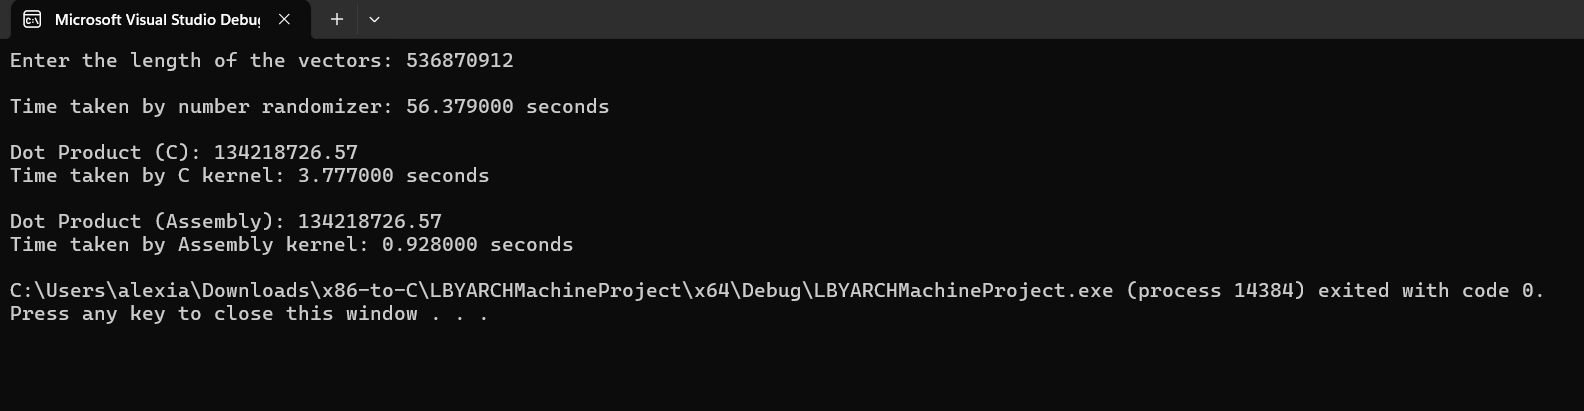 Microsoft Visual Studio Debu
Enter the length of the vectors: 536870912
Time taken by number randomizer: 56.379000 seconds
Dot Product (C): 134218726.57
Time taken by C kernel: 3.777000 seconds
Dot Product (Assembly): 134218726.57
Time taken by Assembly kernel: 0.928000 seconds
C:\Users\alexia\Downloads\x86-to-C\LBYARCHMachineProject\x64\Debug\LBYARCHMachineProject.exe (process 14384) exited with code 0.
Press any key to close this window . . .